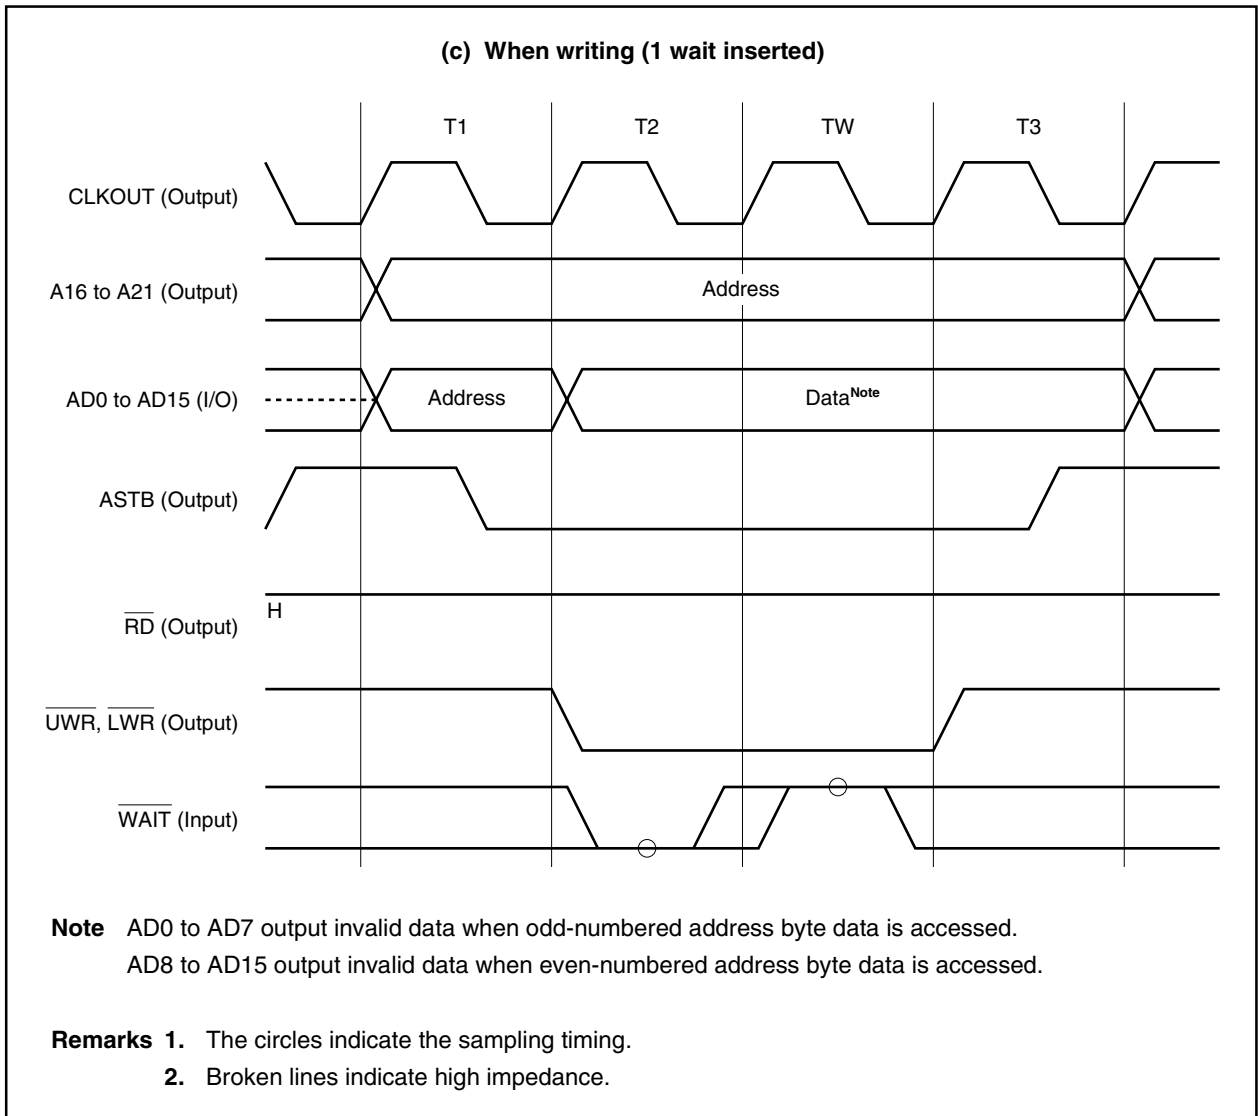 (c) When writing (1 wait inserted)
T1 T2 TW T3
CLKOUT (Output)
A16 to A21 (Output) Address
AD0 to AD15 (I/O) Address Data Note
ASTB (Output)
H
RD (Output)
UWR, LWR (Output)
WAIT (Input)
Note AD0 to AD7 output invalid data when odd-numbered address byte data is accessed.
AD8 to AD15 output invalid data when even-numbered address byte data is accessed.
Remarks 1. The circles indicate the sampling timing.
2. Broken lines indicate high impedance.